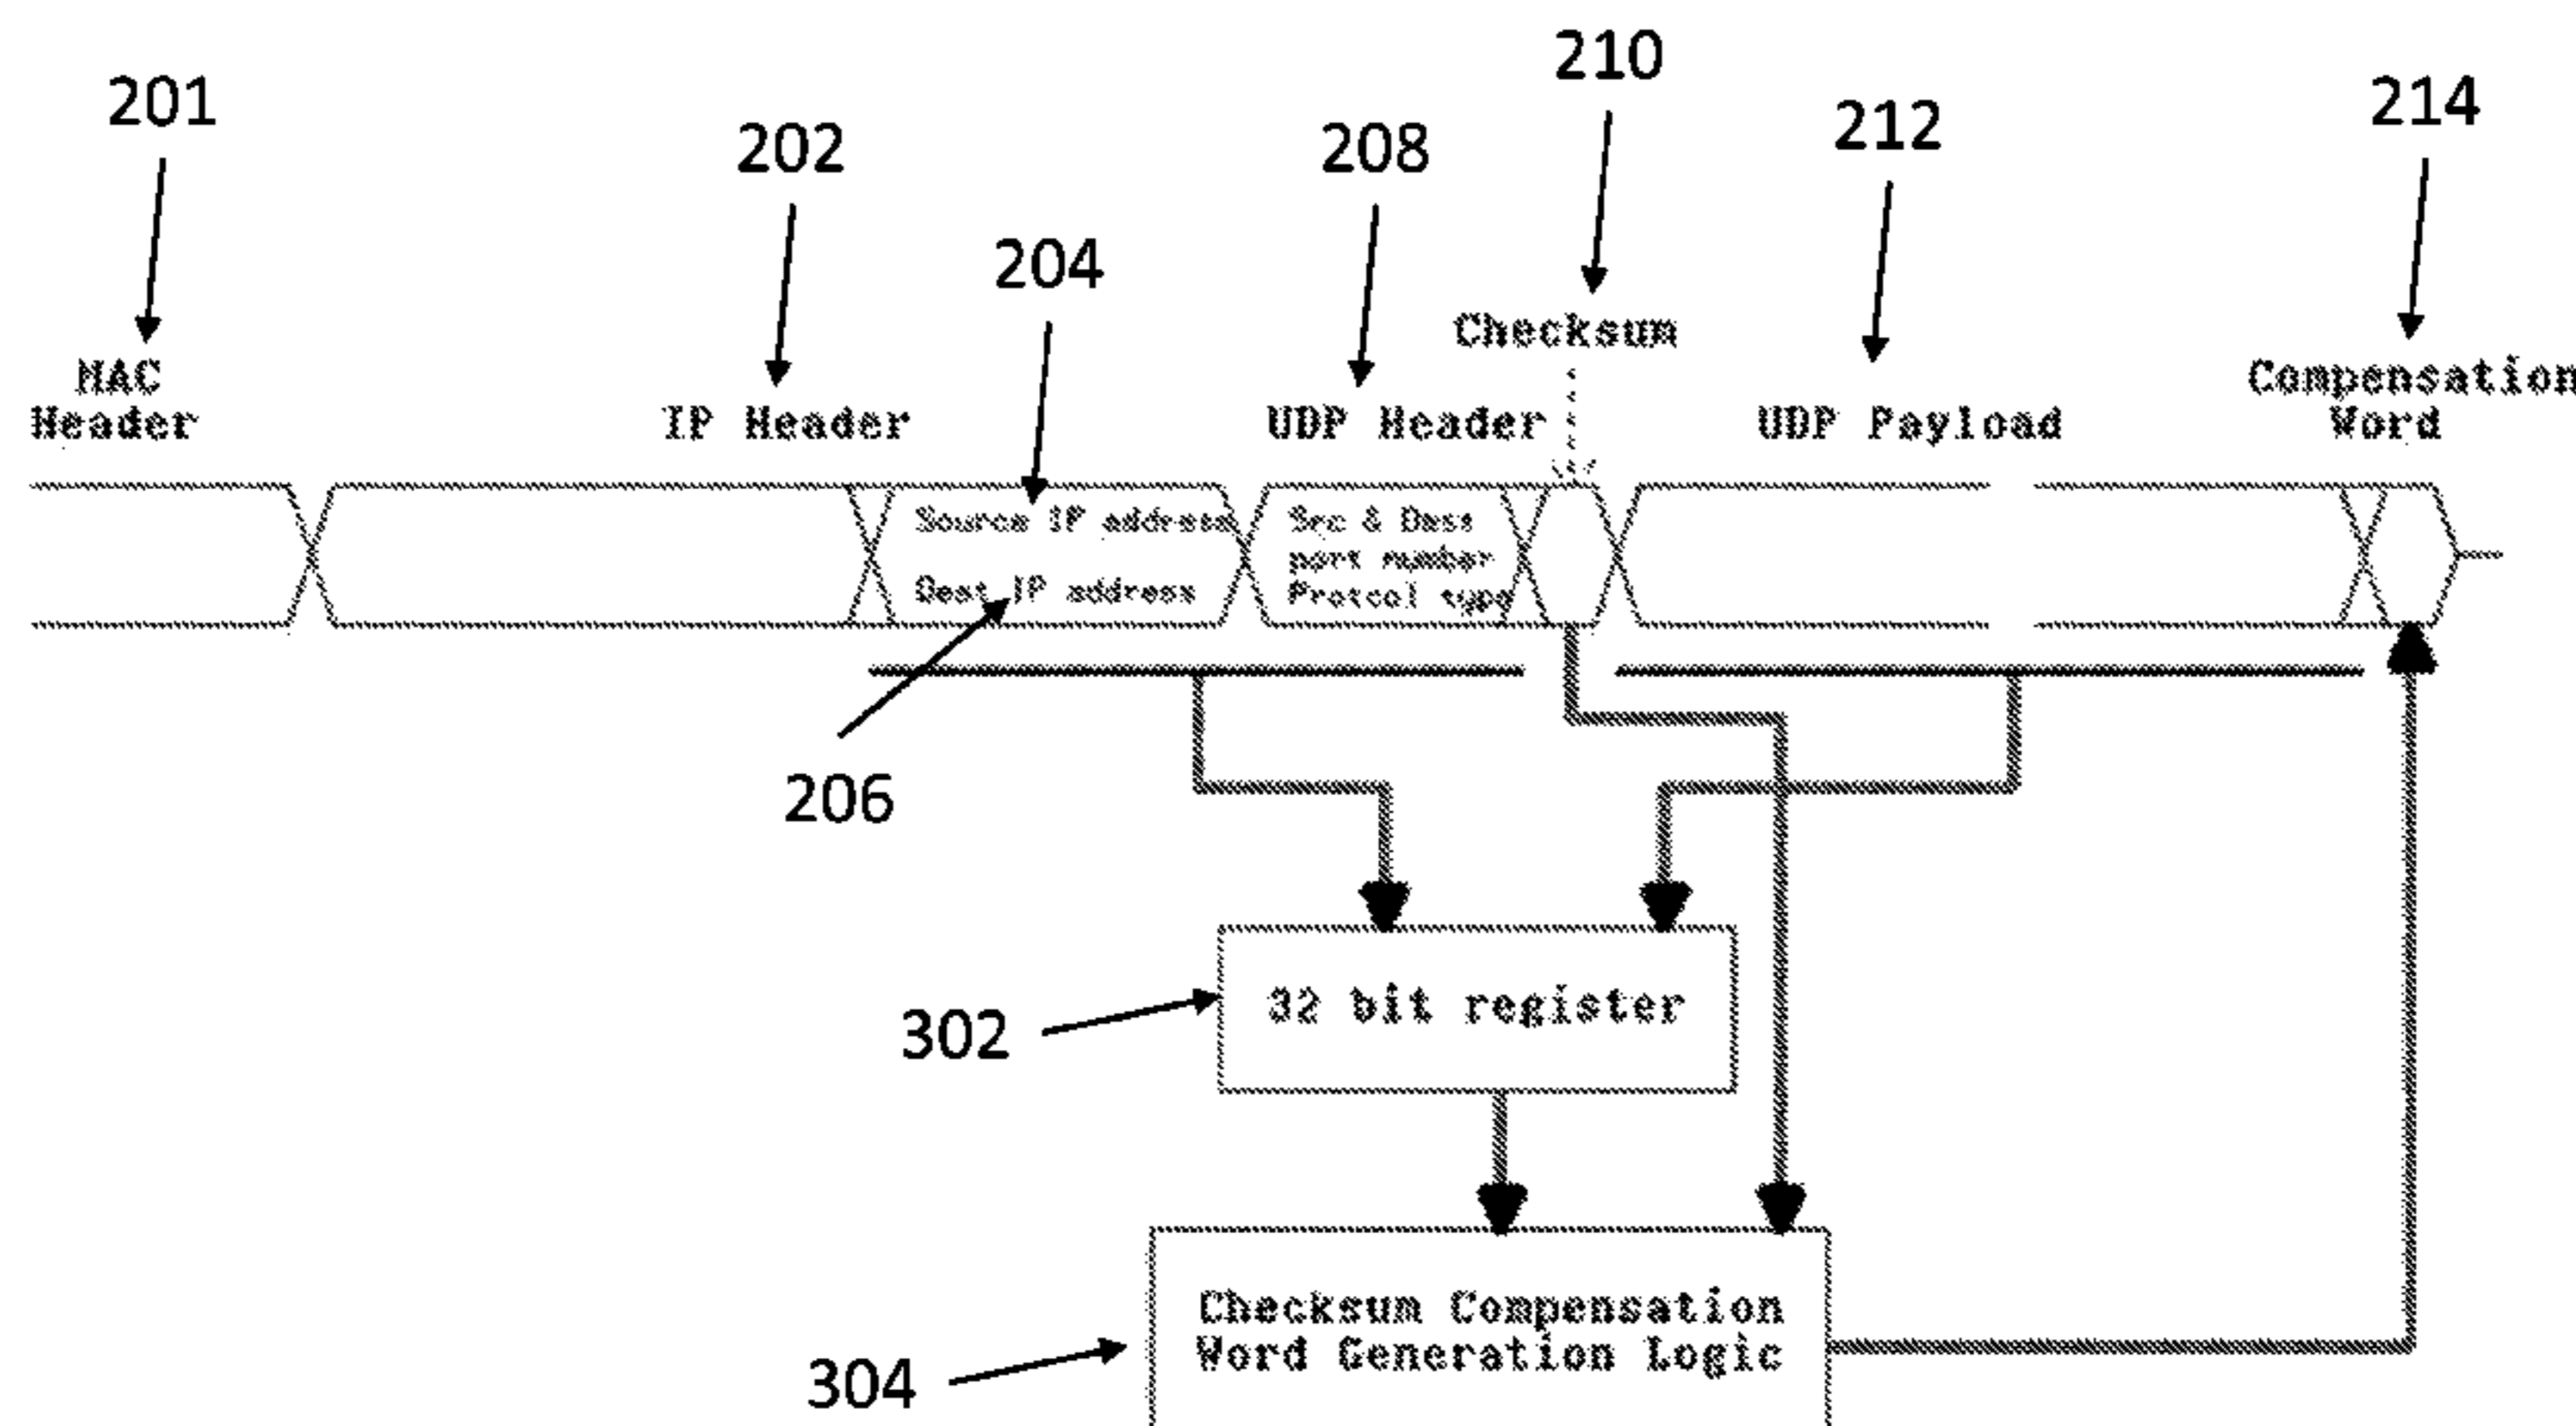 210
201
214
212
202
208
204
Checksum
MAC
Header
IP Header
UDP Header
UDP Payload
Compensation
Word
Source IP address
Dest IP address
Src & Dass
port number
Protcol type
206
302
32 bit register
304
Checksum Compensation
Word Generation Logic